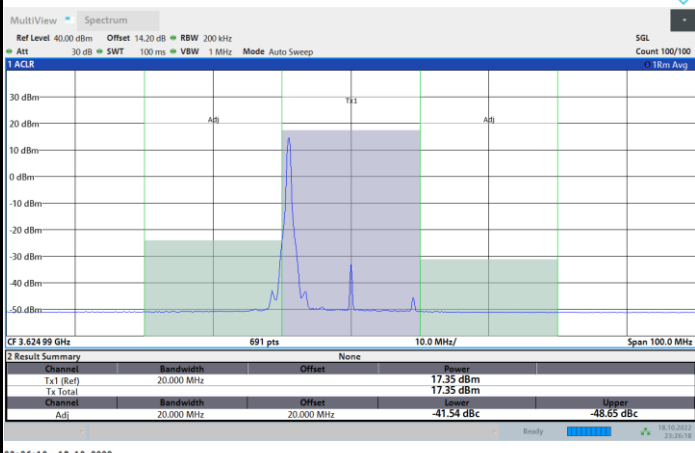 MultiView Spectrum
Ref Level 40.00 dBm Offset 14.20 dB RBW 200 kHz SGL
Att 30 dB SWT 100 ms VBW 1 MHz Mode Auto Sweep Count 100/100
1 ACLR 1Rm Avg
30 dBm
Tx1
20 dBm
Adj Adj
10 dBm
0 dBm
-10 dBm
-20 dBm
-30 dBm
-40 dBm
-50 dBm
CF 3.624 99 GHz 691 pts 10.0 MHz/ Span 100.0 MHz
2 Result Summary None
Channel Bandwidth Offset Power
Tx1 (Ref) 20.000 MHz 17.35 dBm
Tx Total 17.35 dBm
Channel Bandwidth Offset Lower Upper
Adj 20.000 MHz 20.000 MHz -41.54 dBc -48.65 dBc
Ready 18.10.2022
23:26:18